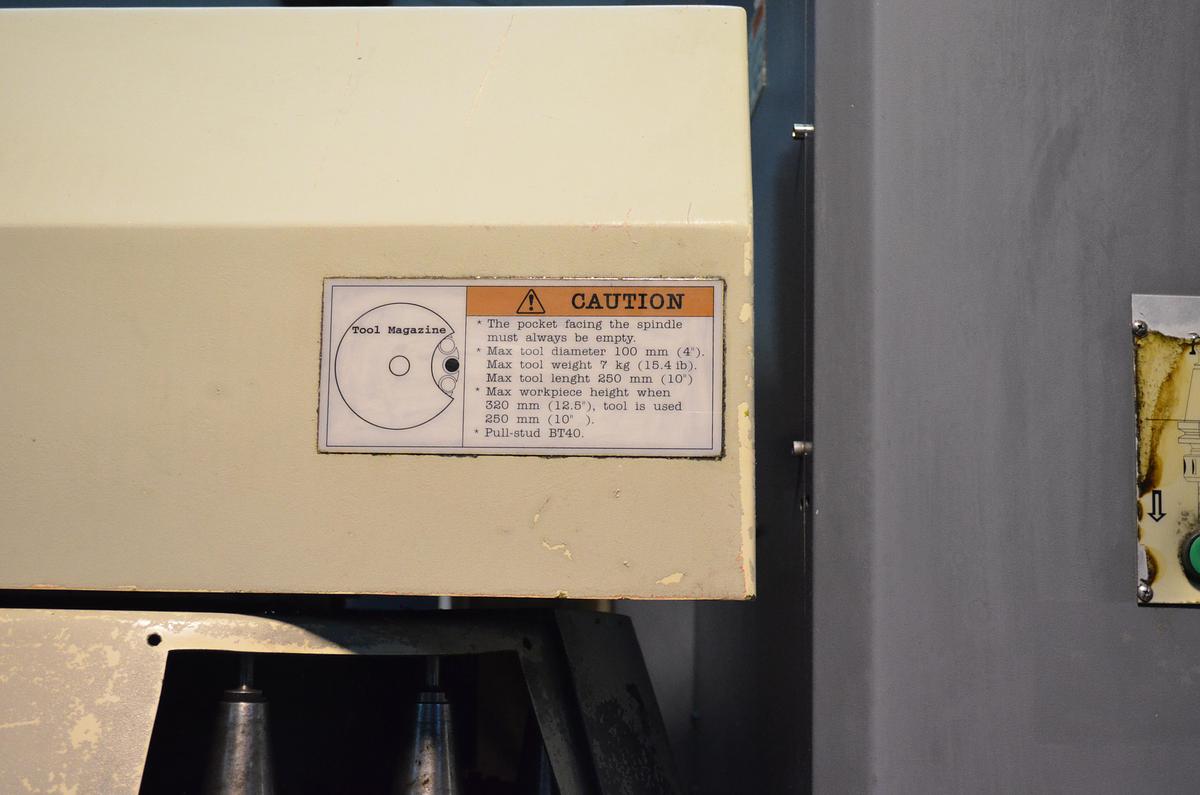 Tool Magazine
CAUTION
* The pocket facing the spindle
must always be empty.
* Max tool diameter 100 mm (4").
Max tool weight 7 kg (15.4 ib).
Max tool lenght 250 mm (10")
* Max workpiece height when
320 mm (12.5"), tool is used
250 mm (10" ).
* Pull-stud BT40.